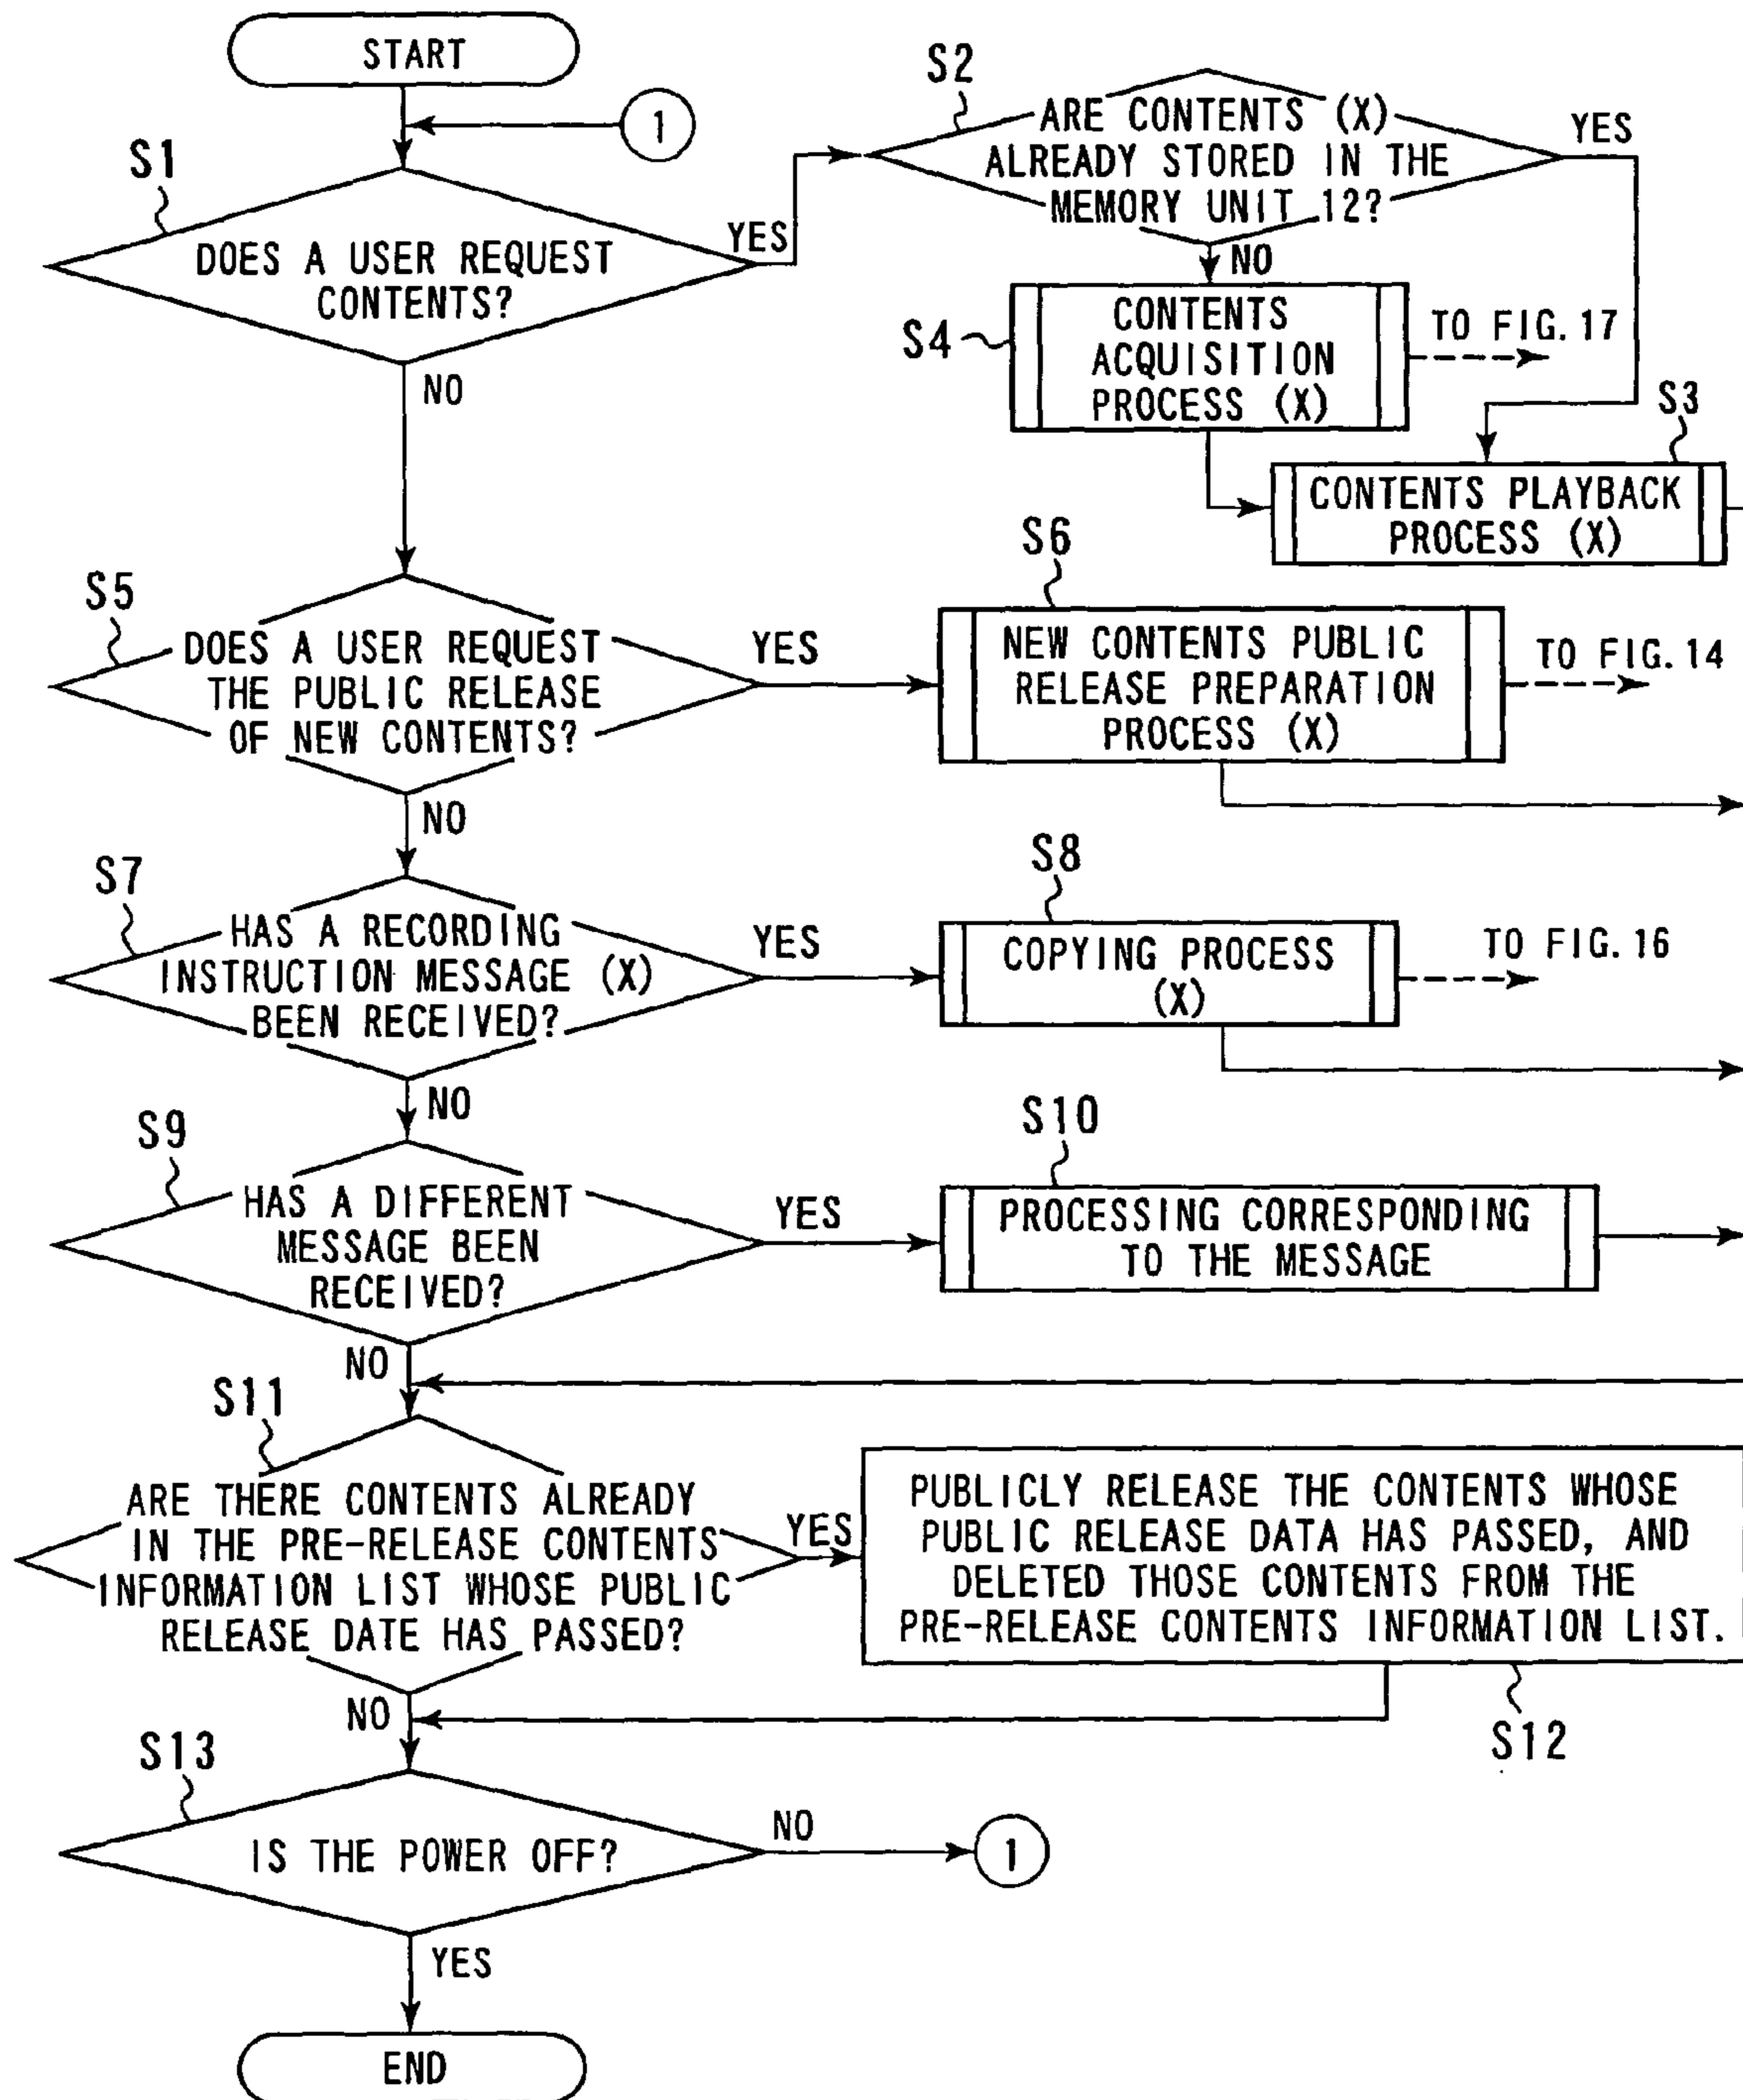 START
1
S1
DOES A USER REQUEST
CONTENTS?
YES
NO
S2
ARE CONTENTS (X)
ALREADY STORED IN THE
MEMORY UNIT 12?
YES
NO
S4
CONTENTS
ACQUISITION
PROCESS (X)
TO FIG. 17
S3
CONTENTS PLAYBACK
PROCESS (X)
S5
DOES A USER REQUEST
THE PUBLIC RELEASE
OF NEW CONTENTS?
YES
NO
S6
NEW CONTENTS PUBLIC
RELEASE PREPARATION
PROCESS (X)
TO FIG. 14
S7
HAS A RECORDING
INSTRUCTION MESSAGE (X)
BEEN RECEIVED?
YES
NO
S8
COPYING PROCESS
(X)
TO FIG. 16
S9
HAS A DIFFERENT
MESSAGE BEEN
RECEIVED?
YES
NO
S10
PROCESSING CORRESPONDING
TO THE MESSAGE
S11
ARE THERE CONTENTS ALREADY
IN THE PRE-RELEASE CONTENTS
INFORMATION LIST WHOSE PUBLIC
RELEASE DATE HAS PASSED?
YES
NO
PUBLICLY RELEASE THE CONTENTS WHOSE
PUBLIC RELEASE DATA HAS PASSED, AND
DELETED THOSE CONTENTS FROM THE
PRE-RELEASE CONTENTS INFORMATION LIST.
S12
S13
IS THE POWER OFF?
NO
1
YES
END